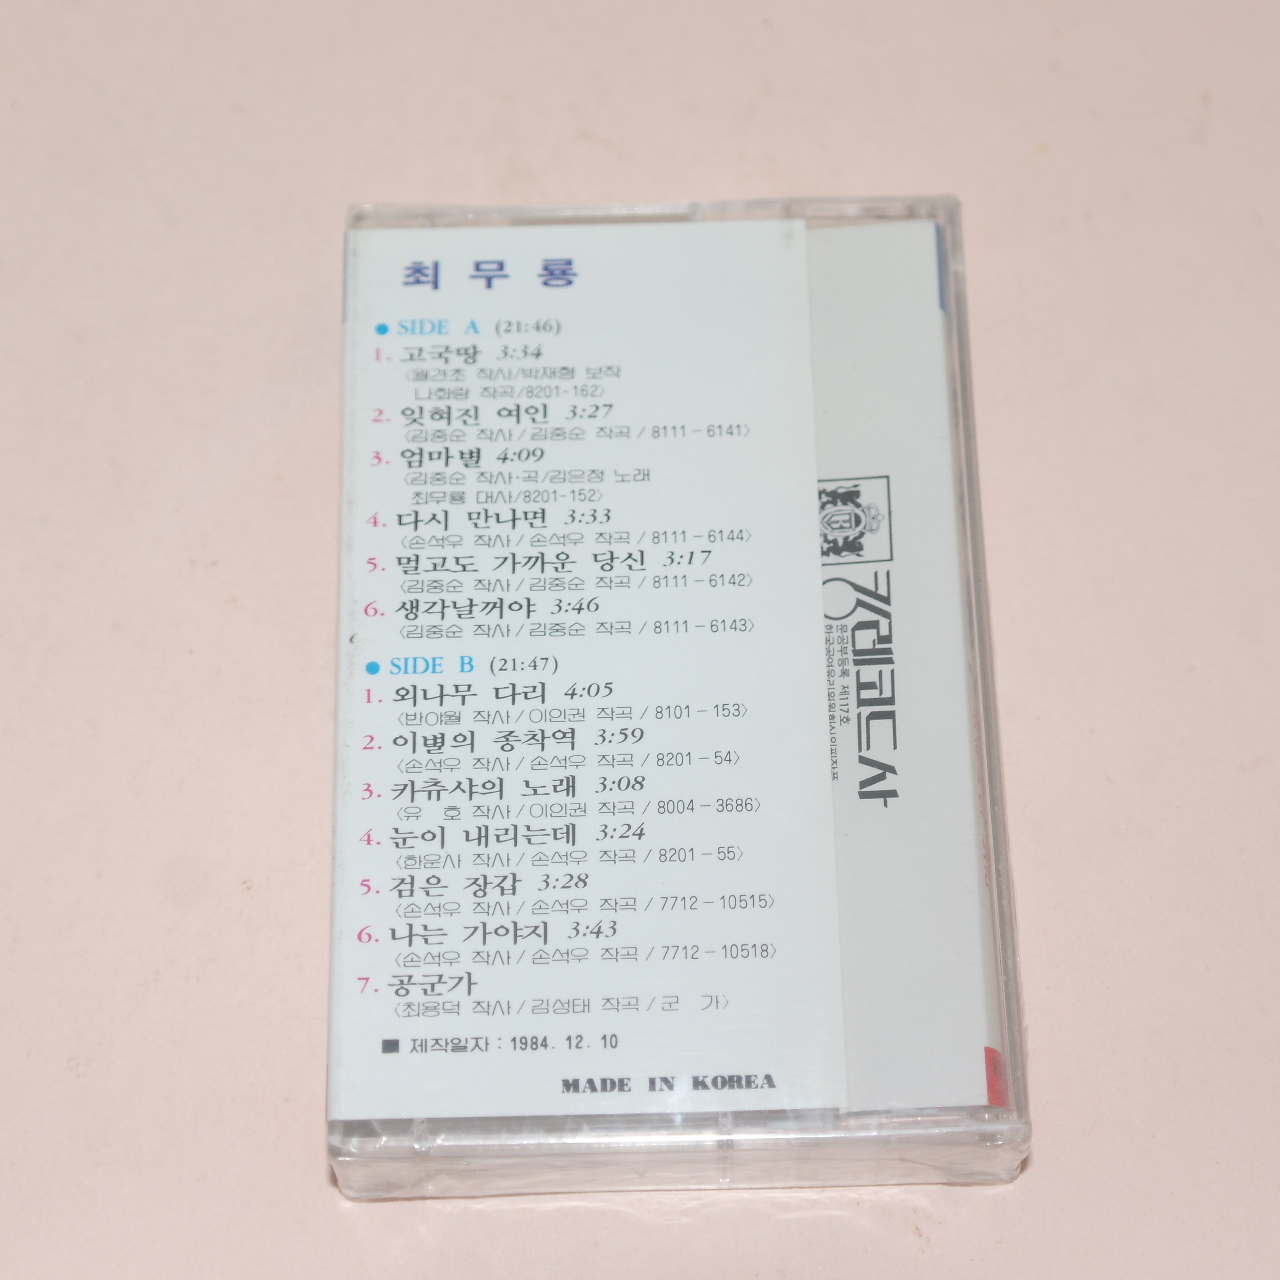 최 무 룡
● SIDE A (21:46)
1. 고국땅 3:34
〈월견초 작사/박재형 보작
나화랑 작곡/8201-162〉
2. 잊혀진 여인 3:27
〈김중순 작사/김중순 작곡/8111-6141〉
3. 엄마별 4:09
〈김중순 작사·곡/김은정 노래
최무룡 대사/8201-152〉
4. 다시 만나면 3:33
〈손석우 작사/손석우 작곡/8111-6144〉
5. 멀고도 가까운 당신 3:17
〈김중순 작사/김중순 작곡/8111-6142〉
6. 생각날꺼야 3:46
〈김중순 작사/김중순 작곡/8111-6143〉
● SIDE B (21:47)
1. 외나무 다리 4:05
〈반야월 작사/이인권 작곡/8101-153〉
2. 이별의 종착역 3:59
〈손석우 작사/손석우 작곡/8201-54〉
3. 카츄샤의 노래 3:08
〈유 호 작사/이인권 작곡/8004-3686〉
4. 눈이 내리는데 3:24
〈한운사 작사/손석우 작곡/8201-55〉
5. 검은 장갑 3:28
〈손석우 작사/손석우 작곡/7712-10515〉
6. 나는 가야지 3:43
〈손석우 작사/손석우 작곡/7712-10518〉
7. 공군가
〈최용덕 작사/김성태 작곡/군 가〉
■ 제작일자 : 1984. 12. 10
MADE IN KOREA
레코드사
문공부등록 제117호